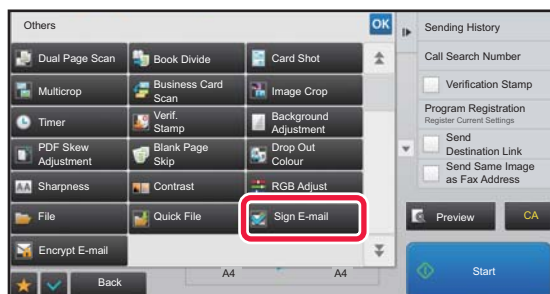 Others
OK
Dual Page Scan
Book Divide
Card Shot
Multicrop
Business Card
Scan
Image Crop
Timer
Verif.
Stamp
Background
Adjustment
PDF Skew
Adjustment
Blank Page
Skip
Drop Out
Colour
AA
Sharpness
Contrast
RGB Adjust
File
Quick File
Sign E-mail
Encrypt E-mail
Back
A4
A4
Sending History
Call Search Number
Verification Stamp
Program Registration
Register Current Settings
Send
Destination Link
Send Same Image
as Fax Address
Preview
CA
Start